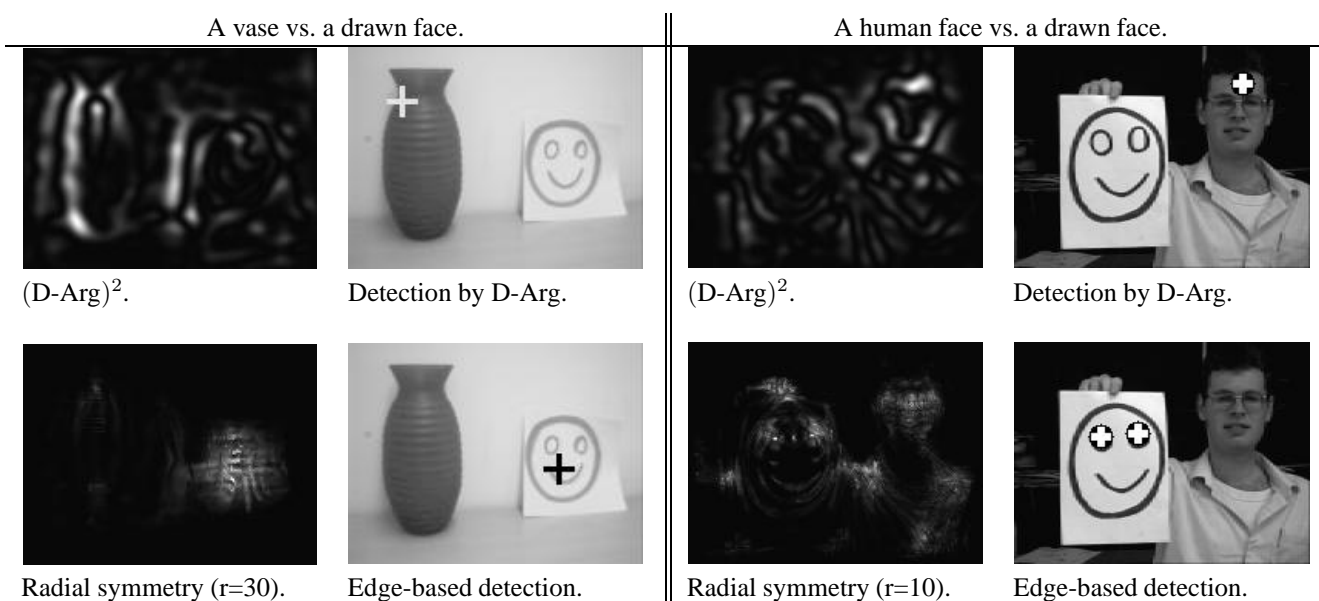 A vase vs. a drawn face.
A human face vs. a drawn face.
(D-Arg)².
Detection by D-Arg.
(D-Arg)².
Detection by D-Arg.
Radial symmetry (r=30).
Edge-based detection.
Radial symmetry (r=10).
Edge-based detection.